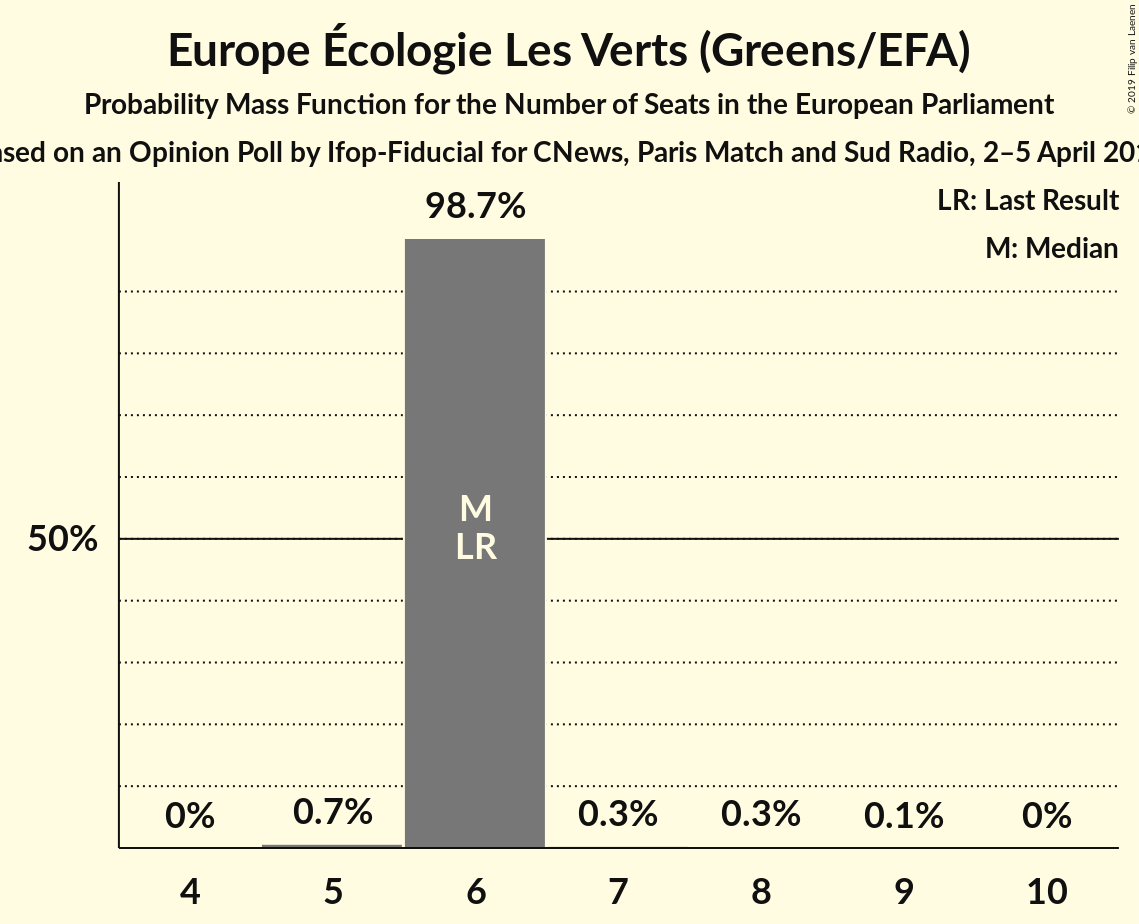 Europe Écologie Les Verts (Greens/EFA)
Probability Mass Function for the Number of Seats in the European Parliament
on an Opinion Poll by Ifop-Fiducial for CNews, Paris Match and Sud Radio, 2–5 April
LR: Last Result
M: Median
98.7%
50%
M
LR
0%
0.7%
0.3%
0.3%
0.1%
0%
4
5
6
7
8
9
10
© 2019 Filip van Laenen